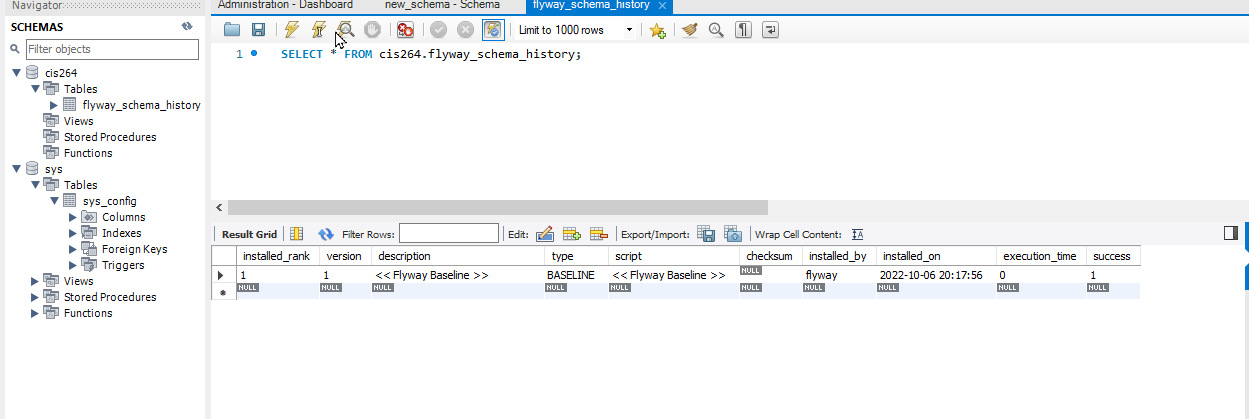 Navigator
SCHEMAS
Filter objects
cis264
Tables
flyway_schema_history
Views
Stored Procedures
Functions
sys
Tables
sys_config
Columns
Indexes
Foreign Keys
Triggers
Views
Stored Procedures
Functions
Administration - Dashboard new_schema - Schema flyway_schema_history
Limit to 1000 rows
1 SELECT * FROM cis264.flyway_schema_history;
Result Grid Filter Rows: Edit: Export/Import: Wrap Cell Content: IA
installed_rank version description type script checksum installed_by installed_on execution_time success
1 1 << Flyway Baseline >> BASELINE << Flyway Baseline >> NULL flyway 2022-10-06 20:17:56 0 1
NULL NULL NULL NULL NULL NULL NULL NULL NULL NULL